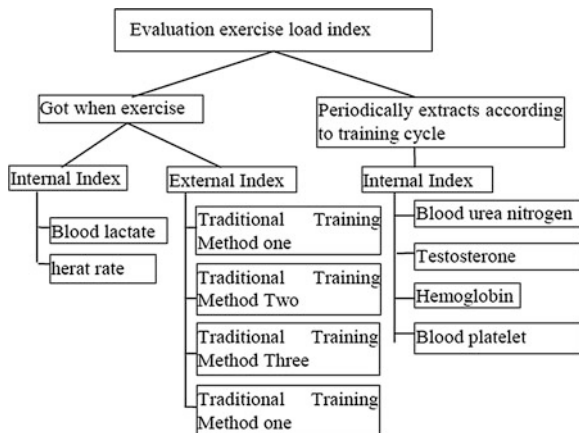 Evaluation exercise load index
Got when exercise
Periodically extracts according
to training cycle
Internal Index
External Index
Internal Index
Blood lactate
herat rate
Traditional Training
Method one
Traditional Training
Method Two
Traditional Training
Method Three
Traditional Training
Method one
Blood urea nitrogen
Testosterone
Hemoglobin
Blood platelet